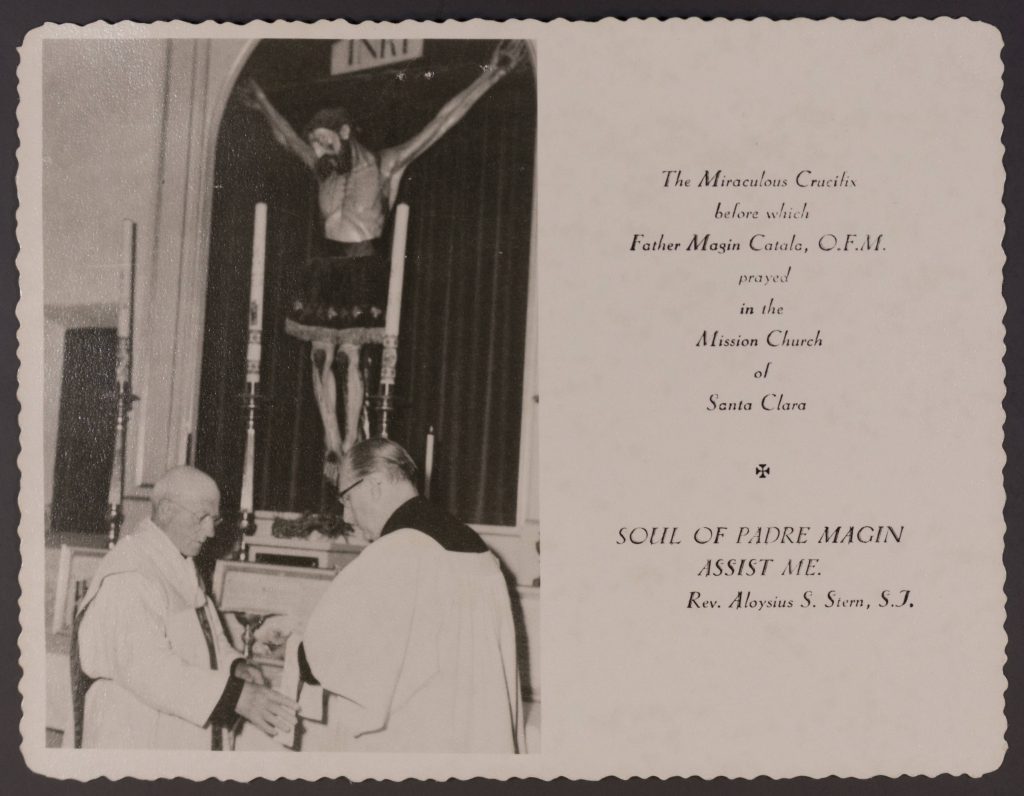 INRI
The Miraculous Crucifix
before which
Father Magin Catala, O.F.M.
prayed
in the
Mission Church
of
Santa Clara
SOUL OF PADRE MAGIN
ASSIST ME.
Rev. Aloysius S. Stern, S.J.